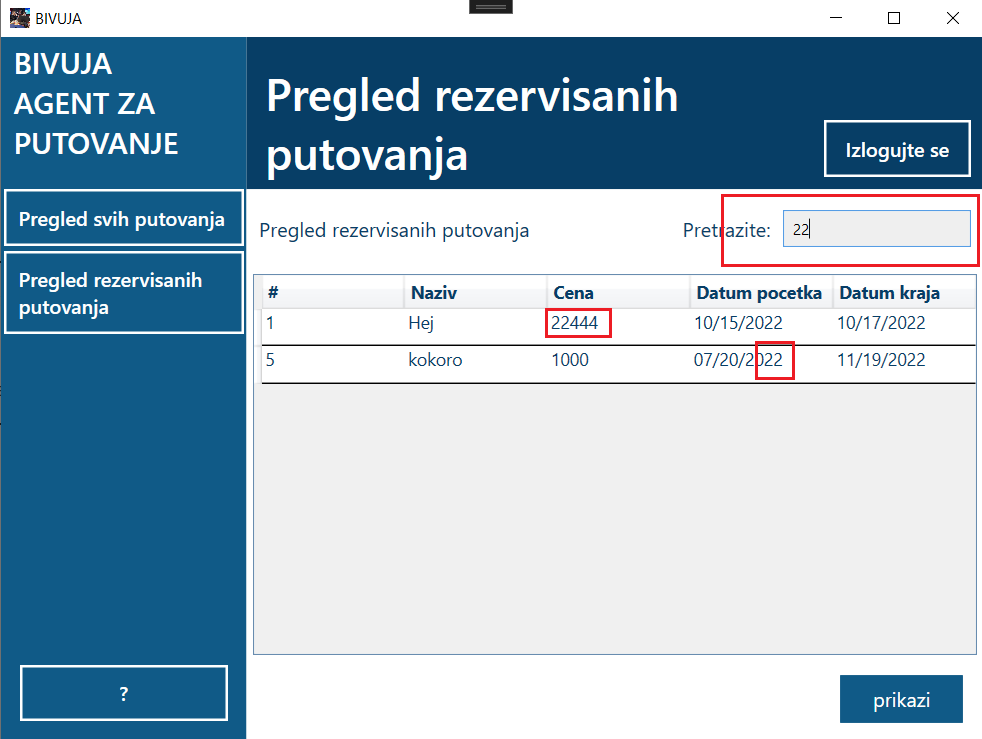 BIVUJA
BIVUJA
AGENT ZA
PUTOVANJE
Pregled rezervisanih
putovanja
Izlogujte se
Pregled svih putovanja
Pregled rezervisanih
putovanja
Pregled rezervisanih putovanja
Pretrazite: 22
# Naziv Cena Datum pocetka Datum kraja
1 Hej 22444 10/15/2022 10/17/2022
5 kokoro 1000 07/20/2022 11/19/2022
?
prikazi